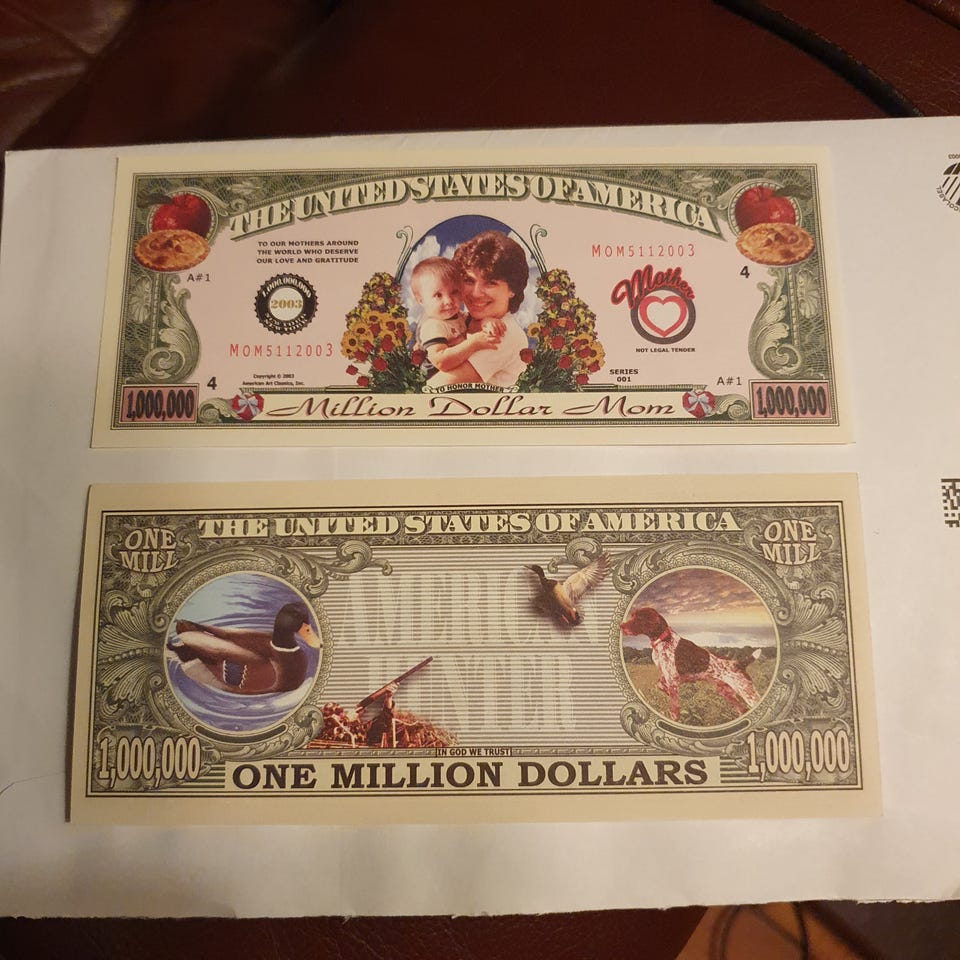 THE UNITED STATES OF AMERICA
TO OUR MOTHERS AROUND
THE WORLD WHO DESERVE
OUR LOVE AND GRATITUDE
A#1
2003
MOM5112003
4
Copyright © 2003
American Art Classics, Inc.
1,000,000
TO HONOR MOTHER
Million Dollar Mom
MOM5112003
4
Mother
NOT LEGAL TENDER
SERIES
001
A#1
1,000,000
THE UNITED STATES OF AMERICA
ONE
MILL
ONE
MILL
AMERICAN
HUNTER
1,000,000
IN GOD WE TRUST
ONE MILLION DOLLARS
1,000,000